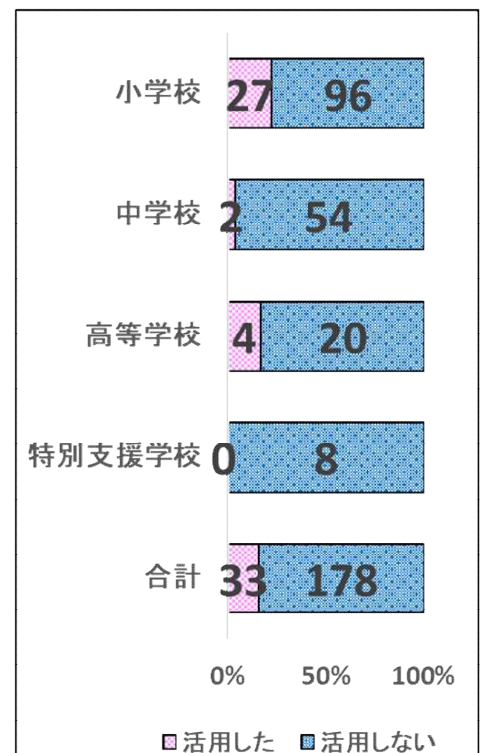 小学校 27 96
中学校 2 54
高等学校 4 20
特別支援学校 0 8
合計 33 178
0% 50% 100%
活用した 活用しない